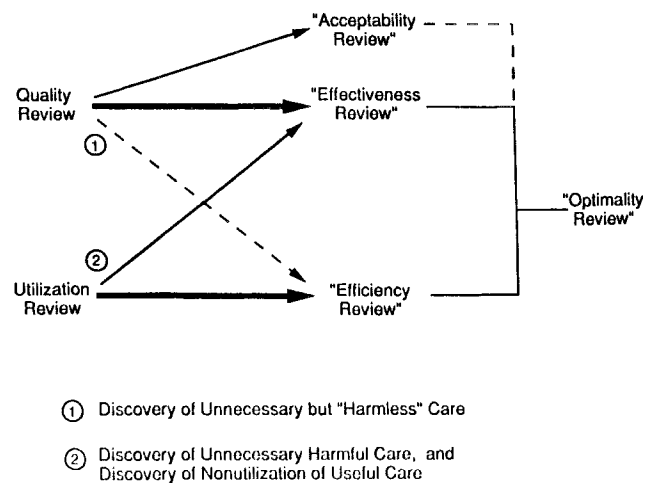 "Acceptability
Review"
Quality
Review
"Effectiveness
Review"
1
"Optimality
Review"
2
Utilization
Review
"Efficiency
Review"
1 Discovery of Unnecessary but "Harmless" Care
2 Discovery of Unnecessary Harmful Care, and
Discovery of Nonutilization of Useful Care